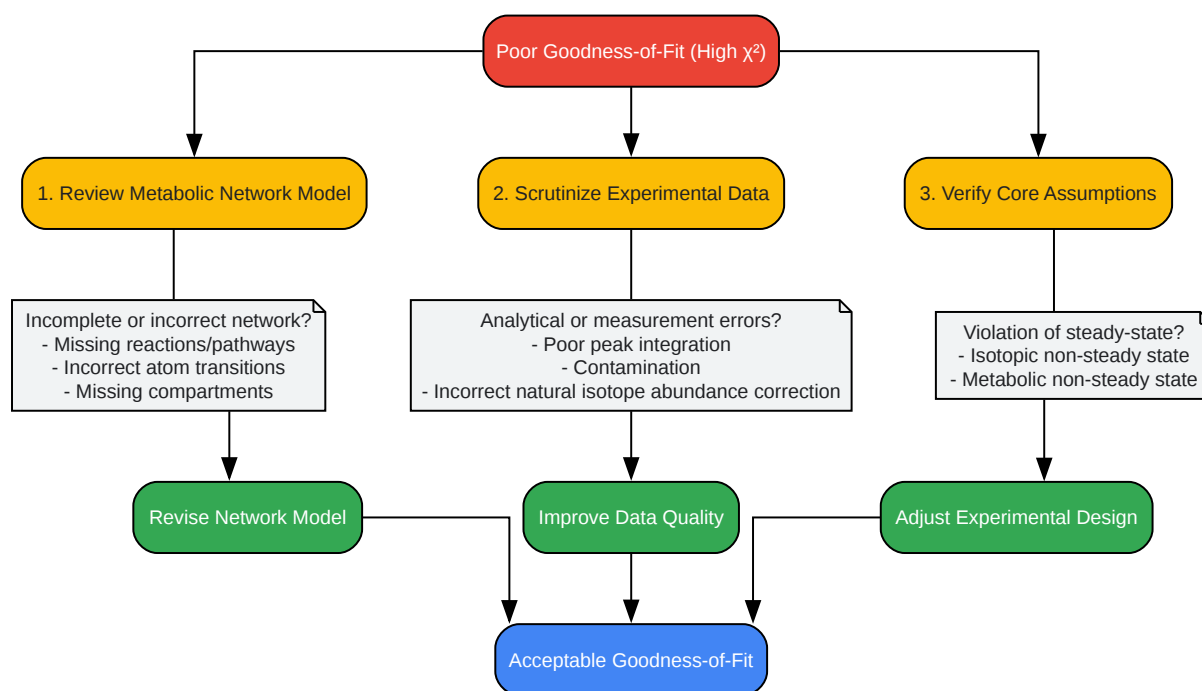 Poor Goodness-of-Fit (High χ²)
1. Review Metabolic Network Model
2. Scrutinize Experimental Data
3. Verify Core Assumptions
Incomplete or incorrect network?
- Missing reactions/pathways
- Incorrect atom transitions
- Missing compartments
Analytical or measurement errors?
- Poor peak integration
- Contamination
- Incorrect natural isotope abundance correction
Violation of steady-state?
- Isotopic non-steady state
- Metabolic non-steady state
Revise Network Model
Improve Data Quality
Adjust Experimental Design
Acceptable Goodness-of-Fit